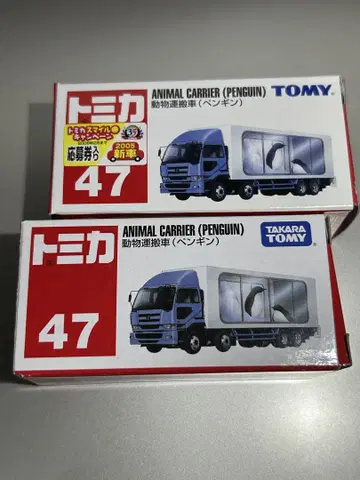 トミカ
ANIMAL CARRIER (PENGUIN)
動物運搬車(ペンギン)
TOMY
トミカスマイル
キャンペーン
応募券入り
2005
新車
47
トミカ
ANIMAL CARRIER (PENGUIN)
動物運搬車(ペンギン)
TAKARA
TOMY
47